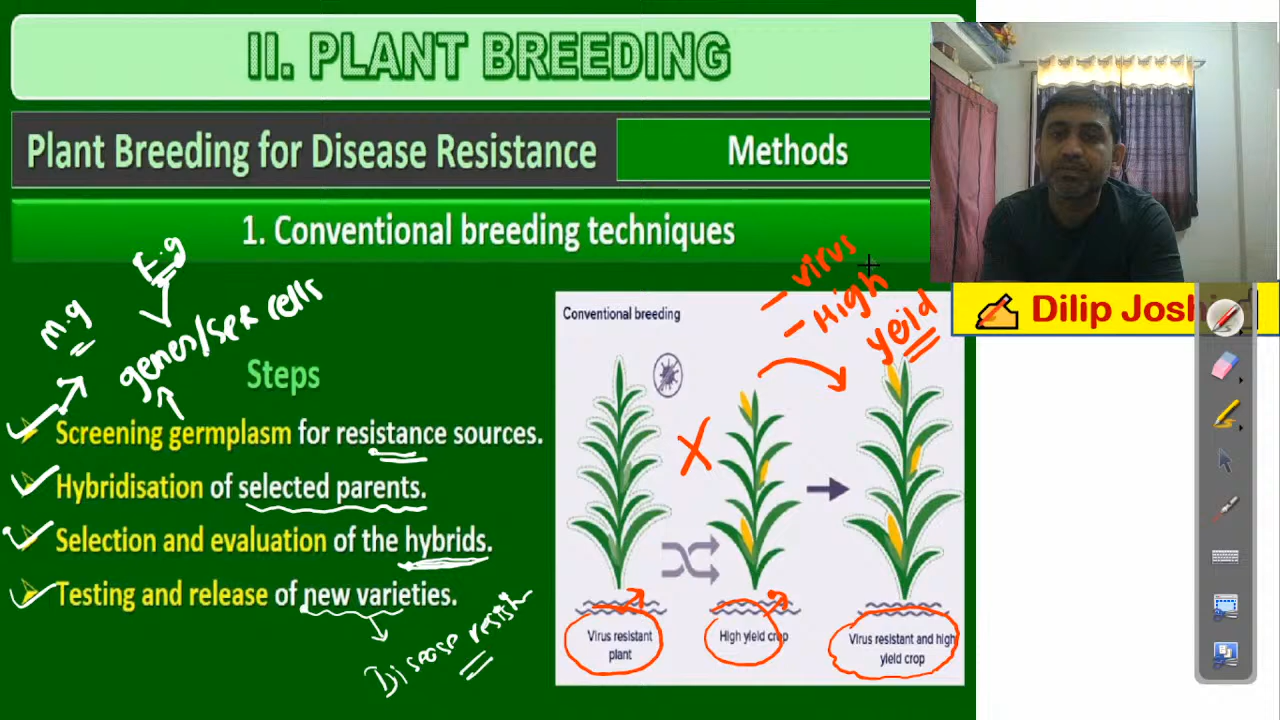 II. PLANT BREEDING
Plant Breeding for Disease Resistance
Methods
1. Conventional breeding techniques
E.g
m.g
genes/sex cells
Steps
Screening germplasm for resistance sources.
Hybridisation of selected parents.
Selection and evaluation of the hybrids.
Testing and release of new varieties.
Disease resist
Conventional breeding
- virus
- High
yeild
X
Virus resistant
plant
High yield crop
Virus resistant and high
yield crop
Dilip Josh